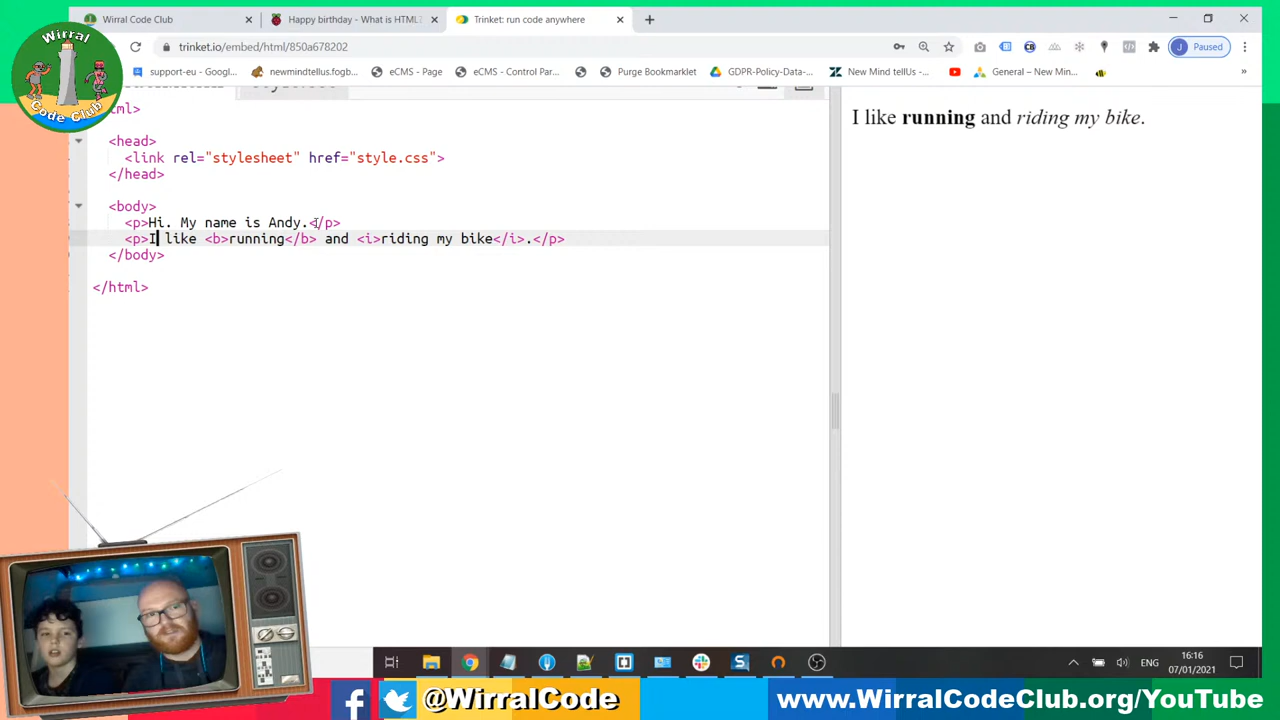 Wirral
Code Club
Wirral Code Club
Happy birthday - What is HTML?
Trinket: run code anywhere
trinket.io/embed/html/850a678202
J
Paused
support-eu - Googl...
newmindtellus.fogb...
eCMS - Page
eCMS - Control Par...
Purge Bookmarklet
GDPR-Policy-Data-...
New Mind tellUs -...
General – New Min...
»
tml>
<head>
<link rel="stylesheet" href="style.css">
</head>
<body>
<p>Hi. My name is Andy.</p>
<p>I like <b>running</b> and <i>riding my bike</i>.</p>
</body>
</html>
I like running and riding my bike.
ENG
16:16
07/01/2021
@WirralCode
www.WirralCodeClub.org/YouTube